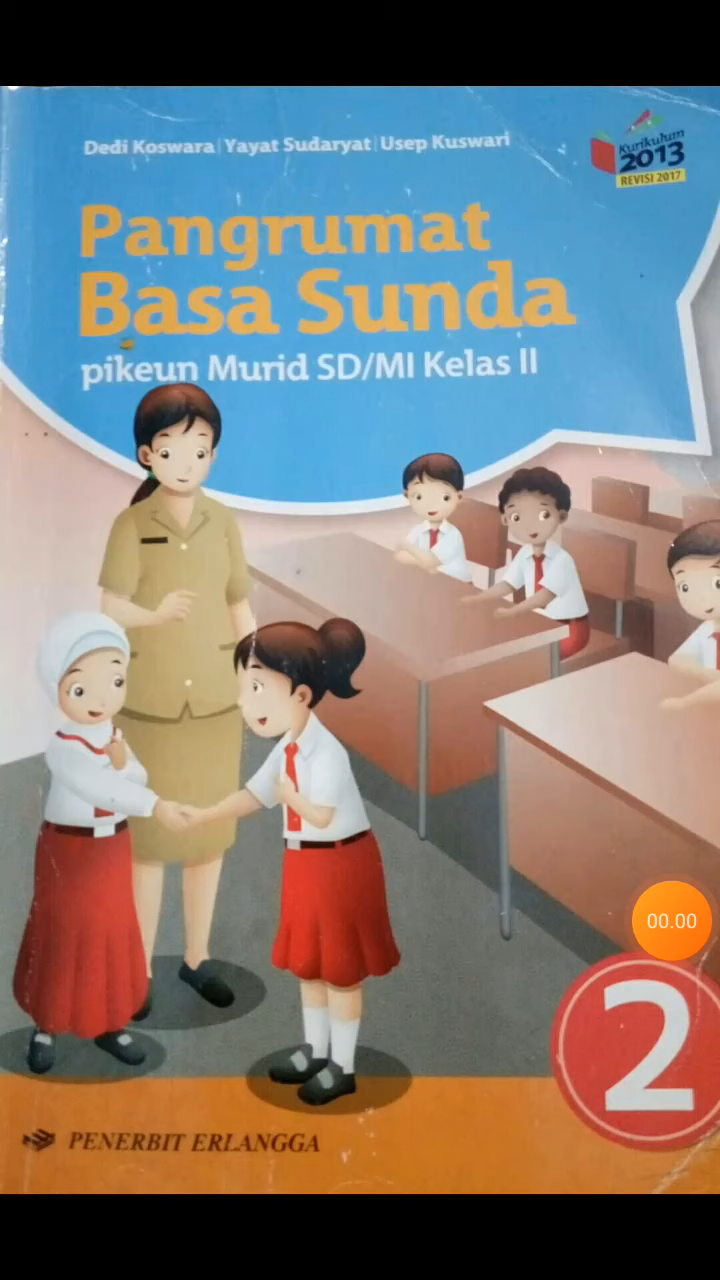 Dedi Koswara | Yayat Sudaryat | Usep Kuswari
Kurikulum
2013
REVISI 2017
Pangrumat
Basa Sunda
pikeun Murid SD/MI Kelas II
00.00
2
PENERBIT ERLANGGA